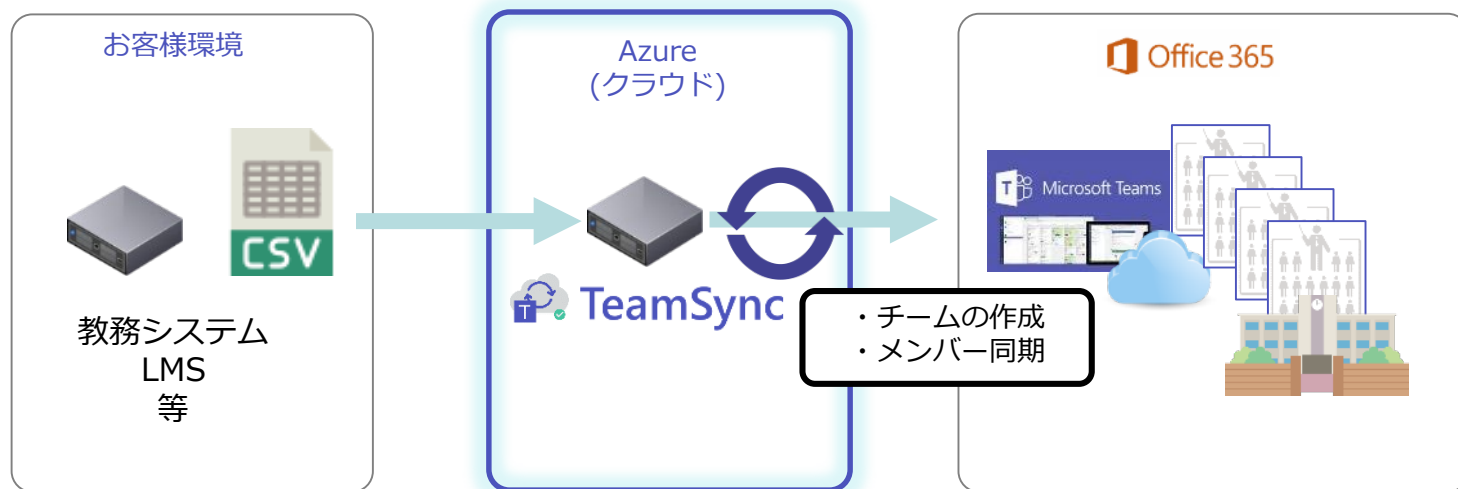 お客様環境
CSV
教務システム
LMS
等
Azure
(クラウド)
T
TeamSync
・チームの作成
・メンバー同期
Office 365
T
Microsoft Teams